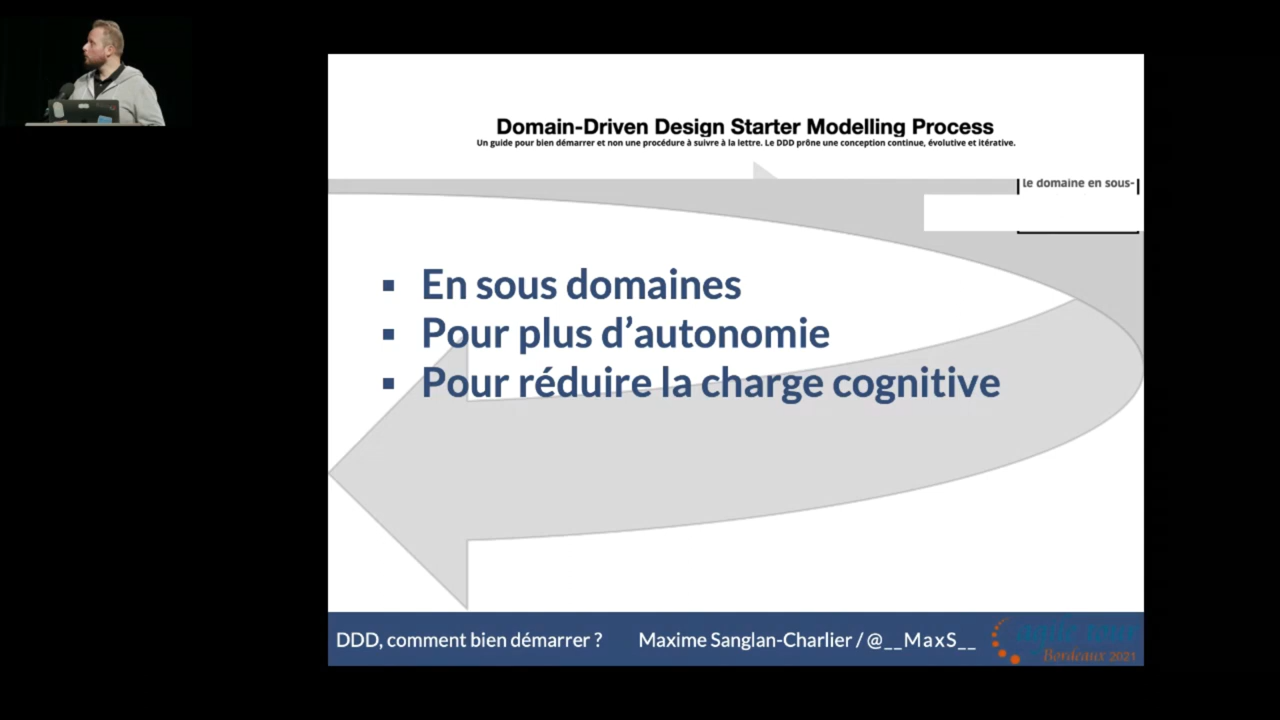 Domain-Driven Design Starter Modelling Process
Un guide pour bien démarrer et non une procédure à suivre à la lettre. Le DDD prône une conception continue, évolutive et itérative.
le domaine en sous-
▪ En sous domaines
▪ Pour plus d’autonomie
▪ Pour réduire la charge cognitive
DDD, comment bien démarrer ? Maxime Sanglan-Charlier / @__MaxS__
agile tour
Bordeaux 2021